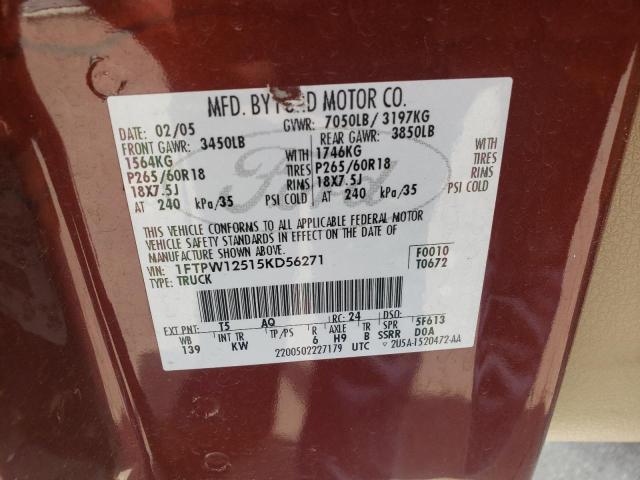 MFD. BY FORD MOTOR CO.
DATE: 02/05 GVWR: 7050LB/ 3197KG
FRONT GAWR: 3450LB REAR GAWR: 3850LB
1564KG WITH 1746KG WITH
P265/60R18 TIRES P265/60R18 TIRES
18X7.5J RIMS 18X7.5J RIMS
AT 240 kPa/35 PSI COLD AT 240 kPa/35 PSI COLD
THIS VEHICLE CONFORMS TO ALL APPLICABLE FEDERAL MOTOR
VEHICLE SAFETY STANDARDS IN EFFECT ON THE DATE OF
MANUFACTURE SHOWN ABOVE.
VIN: 1FTPW12515KD56271 F0010
TYPE: TRUCK T0672
EXT PNT: T5 AQ RC: 24 DSO: 5F613
WB INT TR TP/PS R AXLE TR SPR
139 KW 6 H9 B SSRR D0A
2200502227179 UTC 2U5A-1520472-AA
Ford